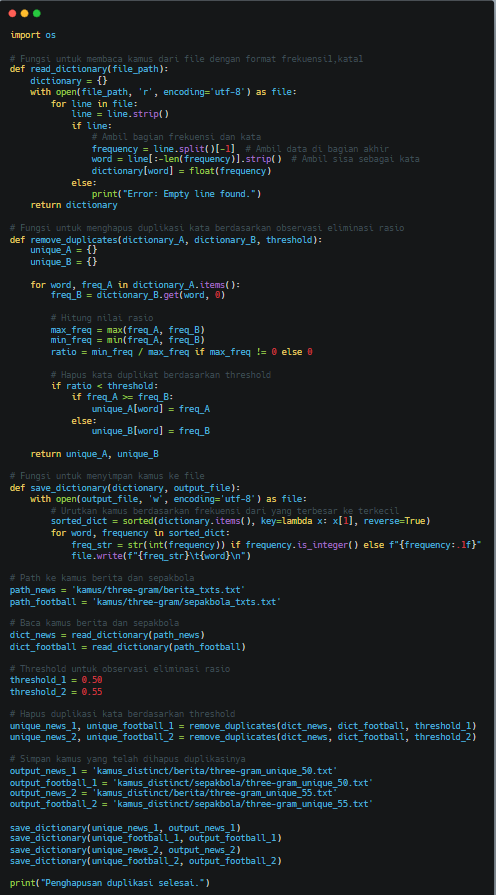 import os

# Fungsi untuk membaca kamus dari file dengan format frekuensi1,kata1
def read_dictionary(file_path):
    dictionary = {}
    with open(file_path, 'r', encoding='utf-8') as file:
        for line in file:
            line = line.strip()
            if line:
                # Ambil bagian frekuensi dan kata
                frequency = line.split()[-1]  # Ambil data di bagian akhir
                word = line[:-len(frequency)].strip()  # Ambil sisa sebagai kata
                dictionary[word] = float(frequency)
            else:
                print("Error: Empty line found.")
    return dictionary

# Fungsi untuk menghapus duplikasi kata berdasarkan observasi eliminasi rasio
def remove_duplicates(dictionary_A, dictionary_B, threshold):
    unique_A = {}
    unique_B = {}

    for word, freq_A in dictionary_A.items():
        freq_B = dictionary_B.get(word, 0)

        # Hitung nilai rasio
        max_freq = max(freq_A, freq_B)
        min_freq = min(freq_A, freq_B)
        ratio = min_freq / max_freq if max_freq != 0 else 0

        # Hapus kata duplikat berdasarkan threshold
        if ratio < threshold:
            if freq_A >= freq_B:
                unique_A[word] = freq_A
            else:
                unique_B[word] = freq_B

    return unique_A, unique_B

# Fungsi untuk menyimpan kamus ke file
def save_dictionary(dictionary, output_file):
    with open(output_file, 'w', encoding='utf-8') as file:
        # Urutkan kamus berdasarkan frekuensi dari yang terbesar ke terkecil
        sorted_dict = sorted(dictionary.items(), key=lambda x: x[1], reverse=True)
        for word, frequency in sorted_dict:
            freq_str = str(int(frequency)) if frequency.is_integer() else f"{frequency:.1f}"
            file.write(f"{freq_str}\t{word}\n")

# Path ke kamus berita dan sepakbola
path_news = 'kamus/three-gram/berita_txts.txt'
path_football = 'kamus/three-gram/sepakbola_txts.txt'

# Baca kamus berita dan sepakbola
dict_news = read_dictionary(path_news)
dict_football = read_dictionary(path_football)

# Threshold untuk observasi eliminasi rasio
threshold_1 = 0.50
threshold_2 = 0.55

# Hapus duplikasi kata berdasarkan threshold
unique_news_1, unique_football_1 = remove_duplicates(dict_news, dict_football, threshold_1)
unique_news_2, unique_football_2 = remove_duplicates(dict_news, dict_football, threshold_2)

# Simpan kamus yang telah dihapus duplikasinya
output_news_1 = 'kamus_distinct/berita/three-gram_unique_50.txt'
output_football_1 = 'kamus_distinct/sepakbola/three-gram_unique_50.txt'
output_news_2 = 'kamus_distinct/berita/three-gram_unique_55.txt'
output_football_2 = 'kamus_distinct/sepakbola/three-gram_unique_55.txt'

save_dictionary(unique_news_1, output_news_1)
save_dictionary(unique_football_1, output_football_1)
save_dictionary(unique_news_2, output_news_2)
save_dictionary(unique_football_2, output_football_2)

print("Penghapusan duplikasi selesai.")